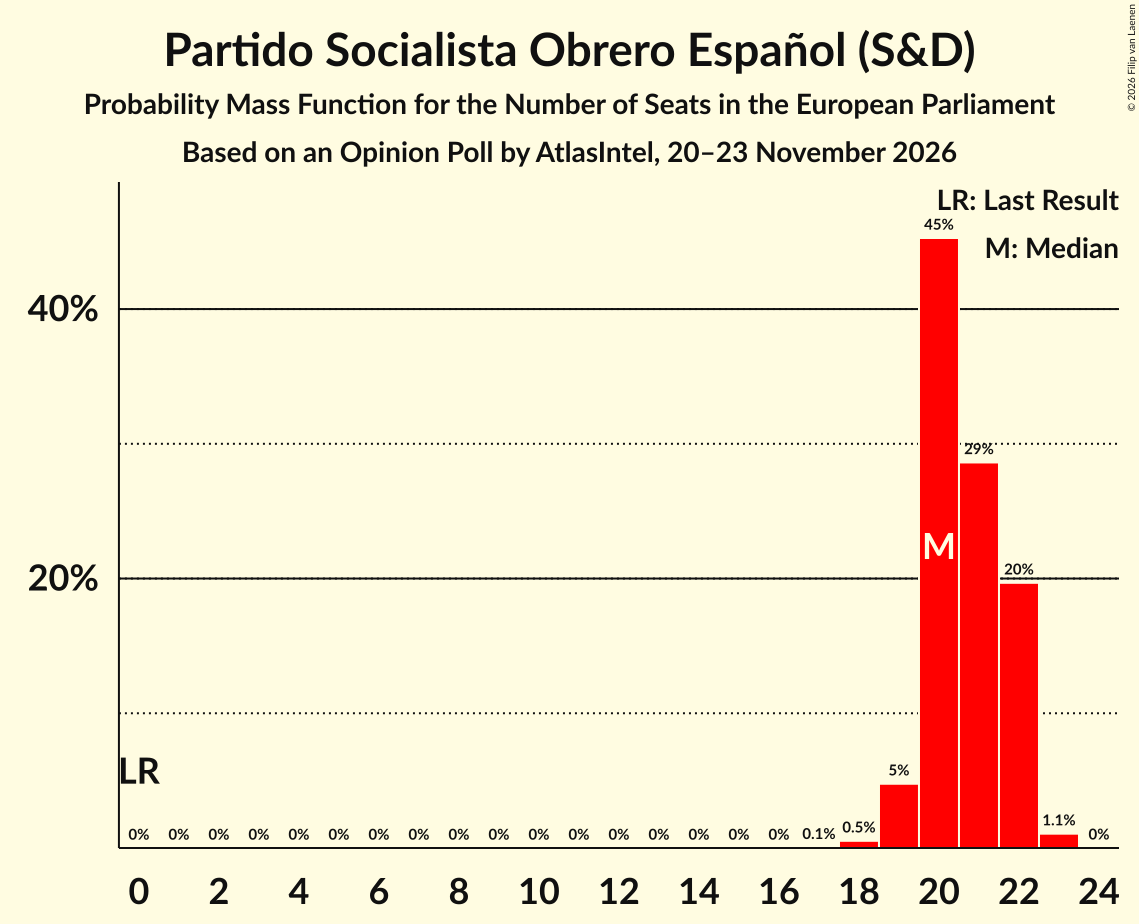 Partido Socialista Obrero Español (S&D)
Probability Mass Function for the Number of Seats in the European Parliament
Based on an Opinion Poll by AtlasIntel, 20–23 November 2026
© 2026 Filip van Laenen
LR: Last Result
M: Median
45%
40%
29%
M
20%
20%
LR
5%
0% 0% 0% 0% 0% 0% 0% 0% 0% 0% 0% 0% 0% 0% 0% 0% 0% 0.1% 0.5% 1.1% 0%
0 2 4 6 8 10 12 14 16 18 20 22 24